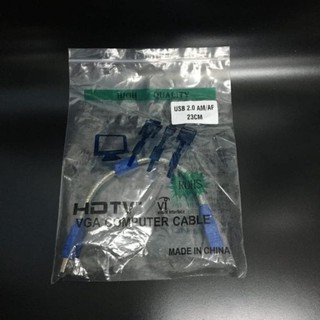 HIGH QUALITY
USB 2.0 AM/AF
23CM
RoHS
HDTV
VGA COMPUTER CABLE
MADE IN CHINA